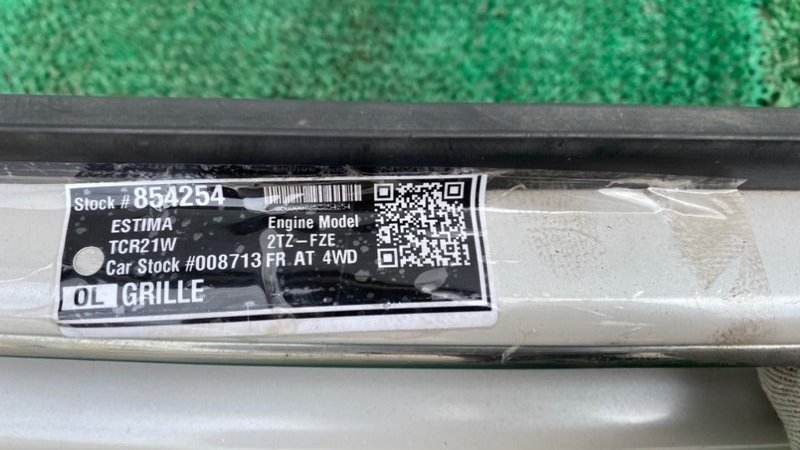 Stock # 854254
ESTIMA
TCR21W
Car Stock #008713
Engine Model
2TZ-FZE
FR AT 4WD
OL GRILLE